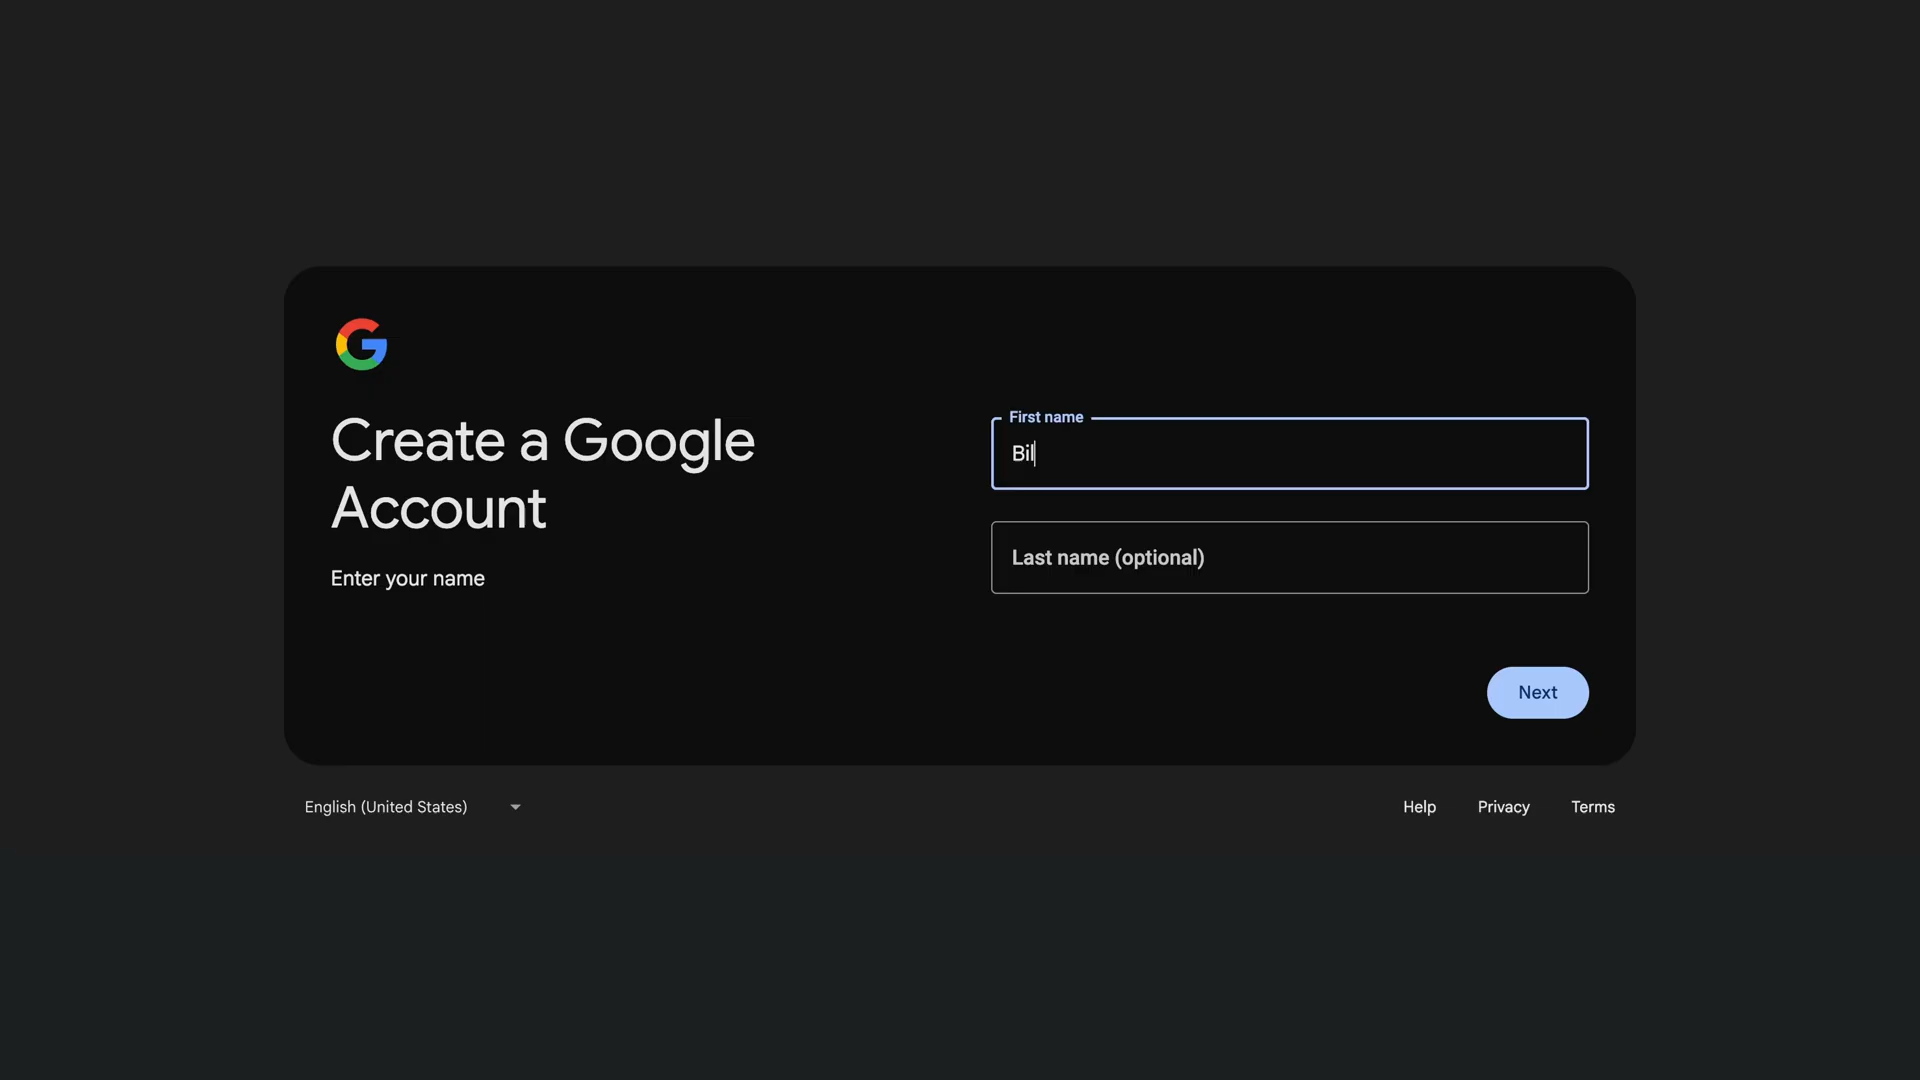 Create a Google
Account
Enter your name
First name
Bil
Last name (optional)
Next
English (United States)
Help
Privacy
Terms